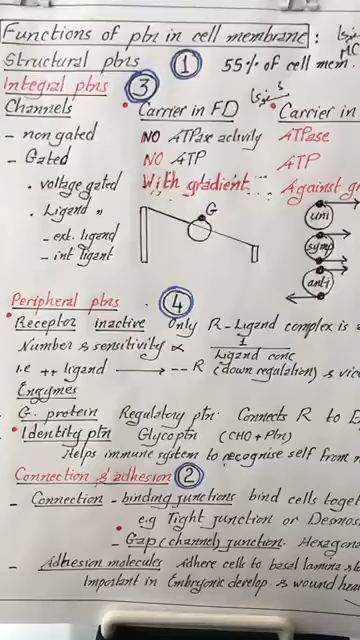 Functions of ptn in cell membrane:
Structural ptns ① 55% of cell mem.
Integral ptns ③
Channels • Carrier in FD • Carrier in
- non gated NO ATPase activity ATPase
- Gated NO ATP ATP
. voltage gated With gradient Against g
. Ligand "
- ext. ligand
- int ligant
G
uni
symp
anti
Peripheral ptns ④
• Receptor inactive Only R-Ligand complex is a
Number & sensitivity ∝ 1/Ligand conc
i.e ++ ligand → -- R (down regulation) & vic
Enzymes
. G. protein Regulatory ptn. Connects R to E
- • Identity ptn Glycoptn (CHO + Ptn)
Helps immune system to recognise self from n
Connection & adhesion ②
- Connection - binding junctions bind cells toget
e.g Tight junction or Desmos
• - Gap (channel) junction. Hexagona
- Adhesion molecules Adhere cells to basal lamina &
Important in Embryonic develop. & wound hea